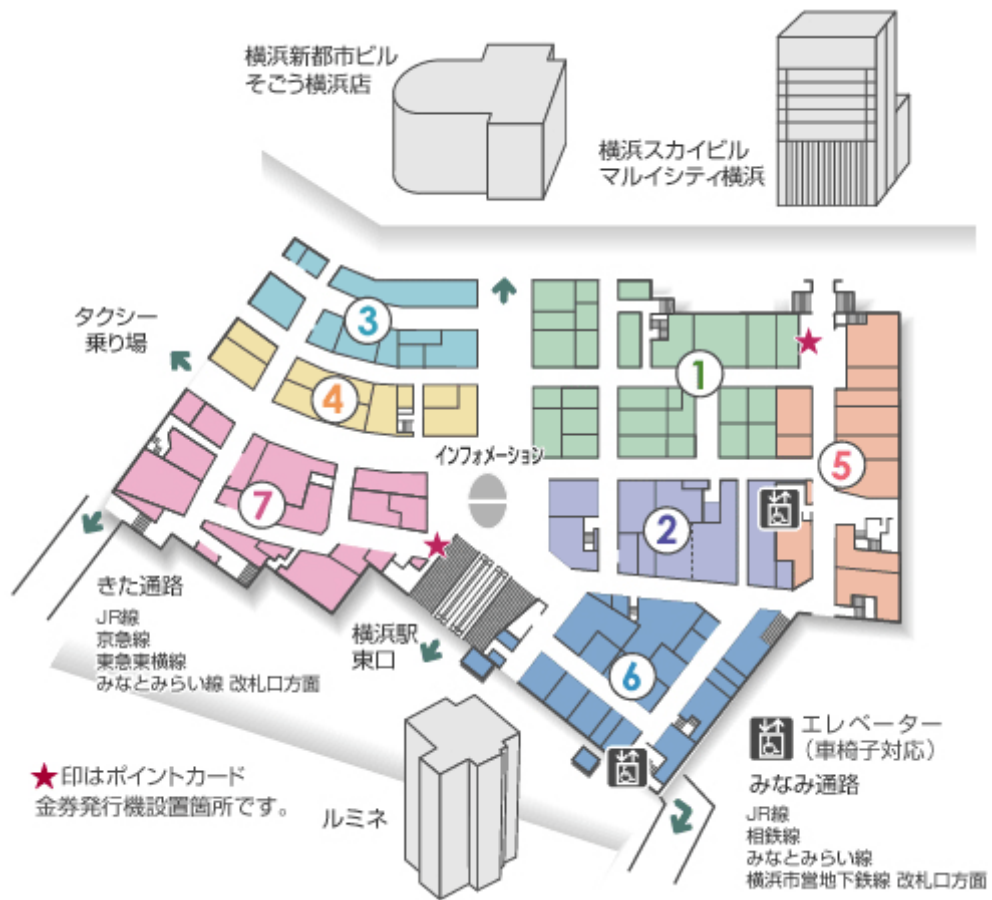 横浜新都市ビル
そごう横浜店
横浜スカイビル
マルイシティ横浜
タクシー
乗り場
3
1
4
インフォメーション
5
7
2
きた通路
JR線
京急線
東急東横線
みなとみらい線 改札口方面
横浜駅
東口
6
エレベーター
(車椅子対応)
★印はポイントカード
金券発行機設置箇所です。
ルミネ
みなみ通路
JR線
相鉄線
みなとみらい線
横浜市営地下鉄線 改札口方面